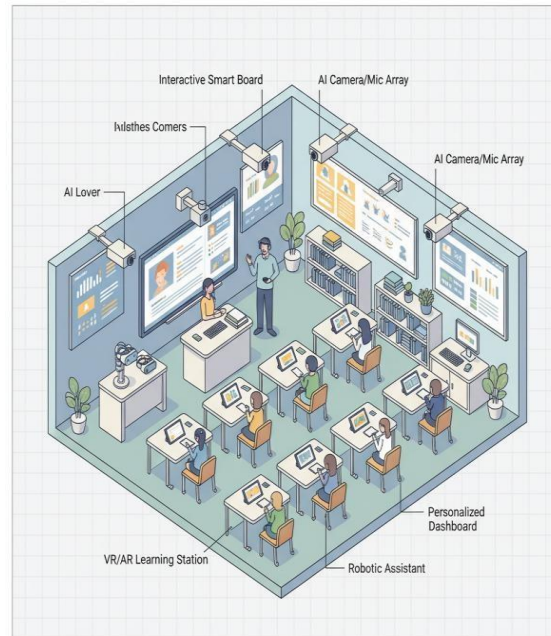 Interactive Smart Board
AI Camera/Mic Array
Comers
AI Camera/Mic Array
AI Lover
Personalized
Dashboard
VR/AR Learning Station
Robotic Assistant